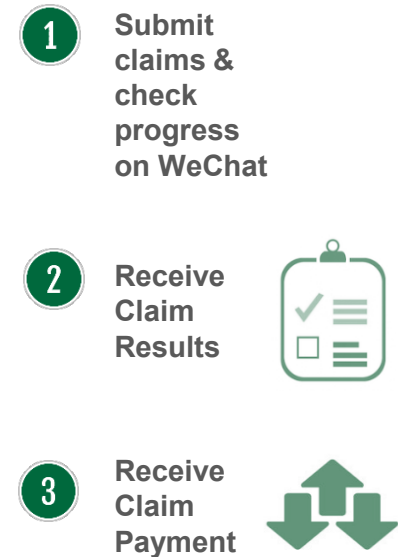 1
Submit
claims &
check
progress
on WeChat
2
Receive
Claim
Results
3
Receive
Claim
Payment